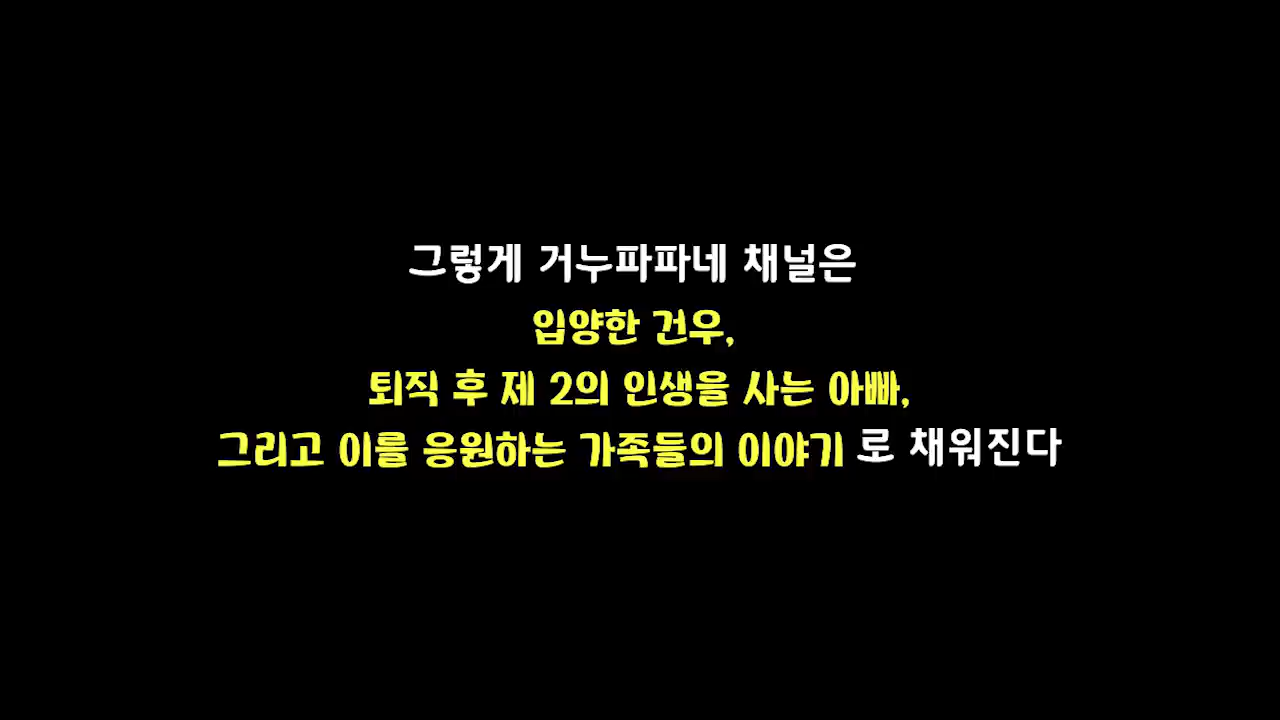 그렇게 거누파파네 채널은
입양한 건우,
퇴직 후 제 2의 인생을 사는 아빠,
그리고 이를 응원하는 가족들의 이야기 로 채워진다